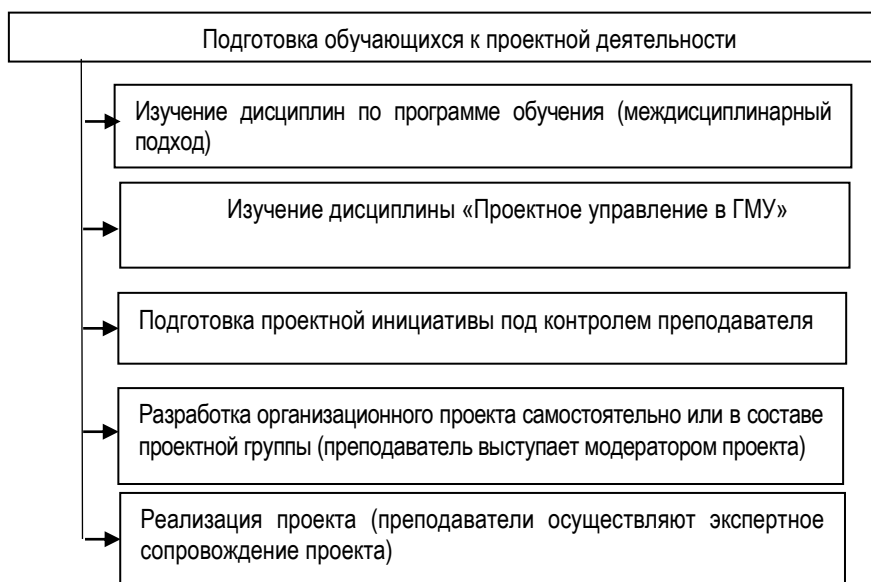 Подготовка обучающихся к проектной деятельности
Изучение дисциплин по программе обучения (междисциплинарный
подход)
Изучение дисциплины «Проектное управление в ГМУ»
Подготовка проектной инициативы под контролем преподавателя
Разработка организационного проекта самостоятельно или в составе
проектной группы (преподаватель выступает модератором проекта)
Реализация проекта (преподаватели осуществляют экспертное
сопровождение проекта)